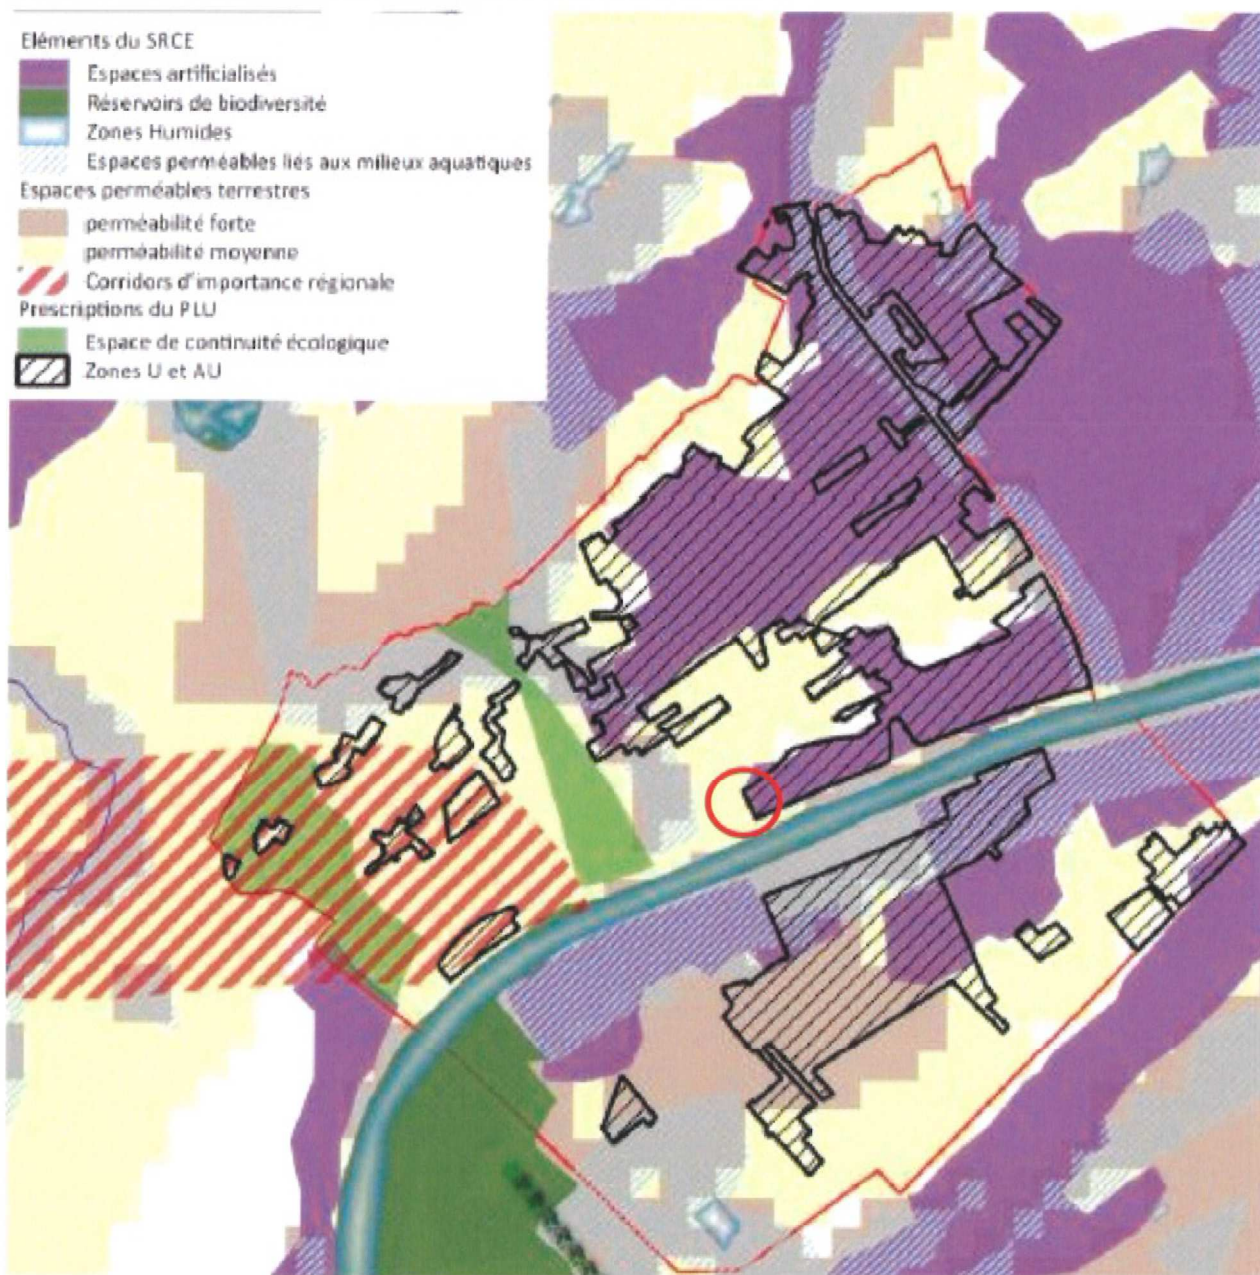 Eléments du SRCE
Espaces artificialisés
Réservoirs de biodiversité
Zones Humides
Espaces perméables liés aux milieux aquatiques
Espaces perméables terrestres
perméabilité forte
perméabilité moyenne
Corridors d'importance régionale
Prescriptions du PLU
Espace de continuité écologique
Zones U et AU